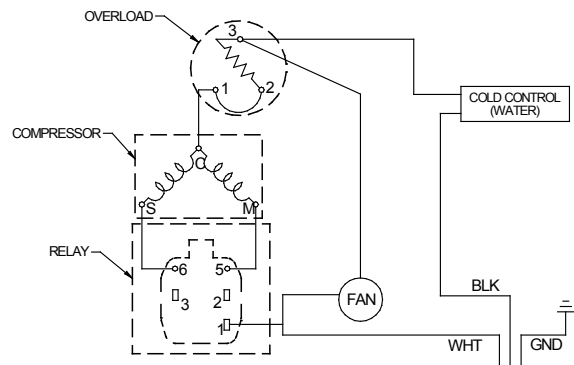 OVERLOAD
3
1
2
COLD CONTROL
(WATER)
COMPRESSOR
C
S
M
RELAY
6
5
3
2
1
FAN
BLK
WHT
GND